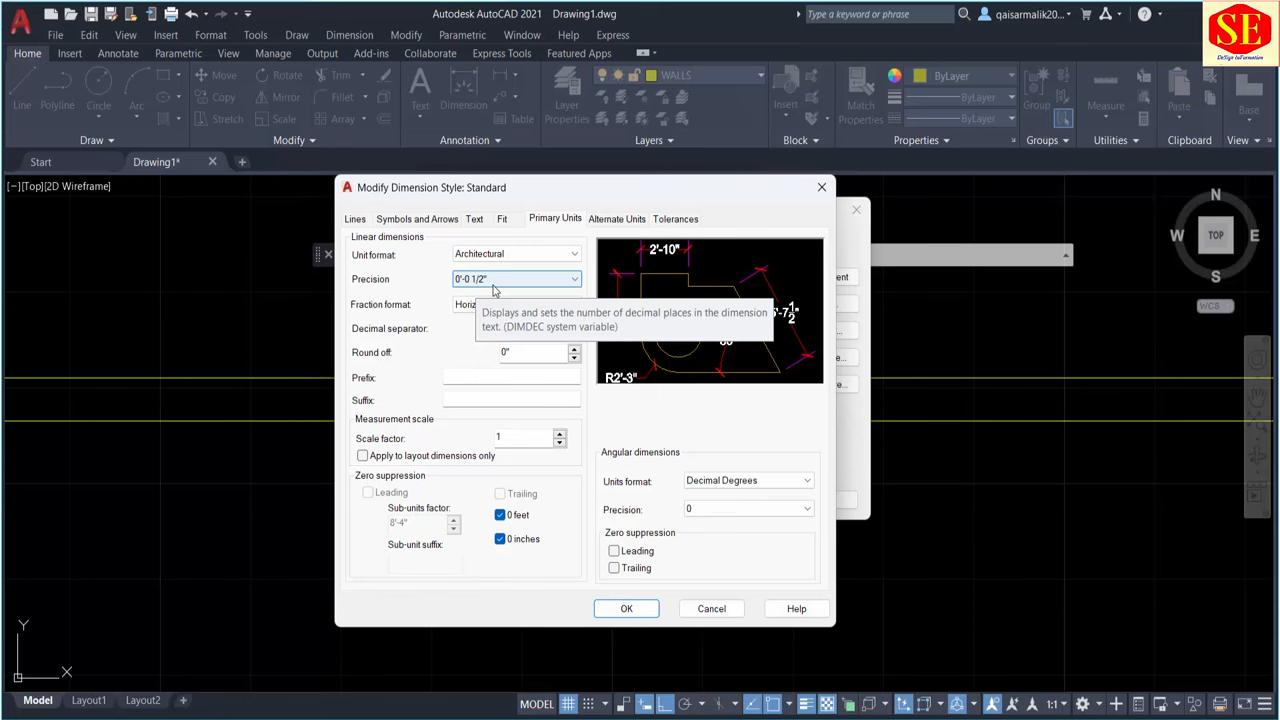 Autodesk AutoCAD 2021 Drawing1.dwg
Type a keyword or phrase
qaisarmalik20...
SE
DeSign InFormation
File Edit View Insert Format Tools Draw Dimension Modify Parametric Window Help Express
Home Insert Annotate Parametric View Manage Output Add-ins Collaborate Express Tools Featured Apps
Line Polyline Circle Arc
Move Rotate Trim
Copy Mirror Fillet
Stretch Scale Array
Text Dimension Table
Layer Properties
WALLS
Insert
Match Properties
ByLayer
ByLayer
ByLayer
Group
Measure
Paste
Base
Draw Modify Annotation Layers Block Properties Groups Utilities Clipboard View
Start Drawing1*
[−][Top][2D Wireframe]
Modify Dimension Style: Standard
Lines Symbols and Arrows Text Fit Primary Units Alternate Units Tolerances
Linear dimensions
Unit format: Architectural
Precision 0'-0 1/2"
Fraction format: Horiz
Displays and sets the number of decimal places in the dimension
text. (DIMDEC system variable)
Decimal separator:
Round off: 0"
Prefix:
Suffix:
Measurement scale
Scale factor: 1
Apply to layout dimensions only
Zero suppression
Leading Trailing
Sub-units factor: 0 feet
8'-4"
Sub-unit suffix: 0 inches
2'-10"
R2'-3"
Angular dimensions
Units format: Decimal Degrees
Precision: 0
Zero suppression
Leading
Trailing
OK Cancel Help
N
W TOP E
S
WCS
Y
X
Model Layout1 Layout2
MODEL 1:1